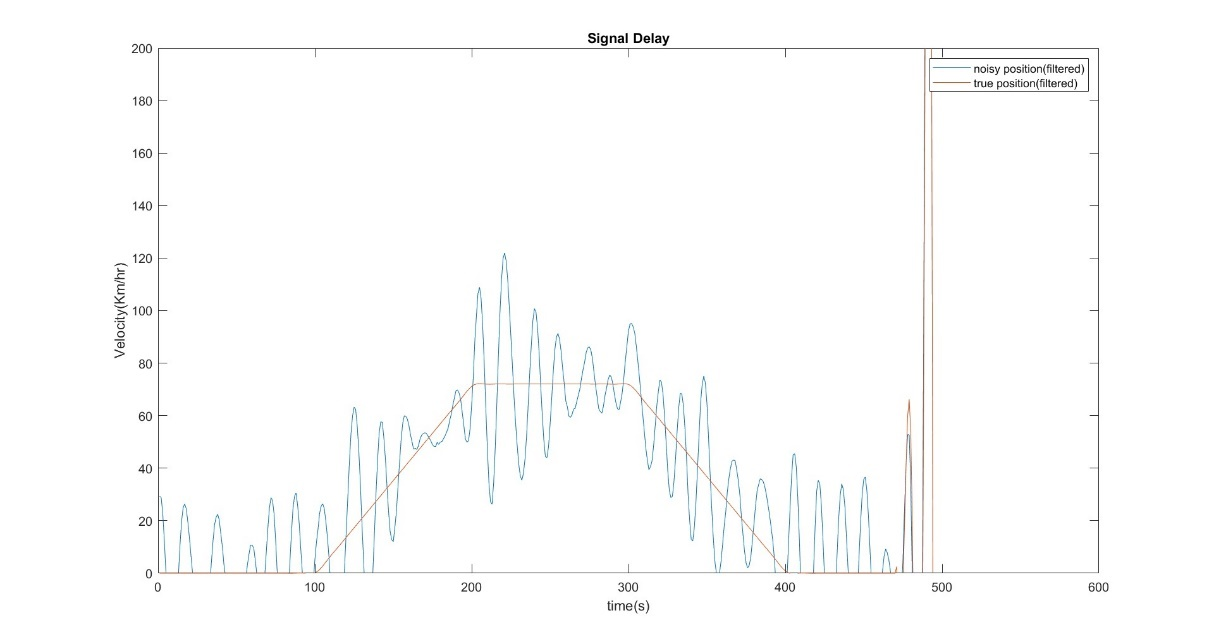 Signal Delay
noisy position(filtered)
true position(filtered)
Velocity(Km/hr)
200
180
160
140
120
100
80
60
40
20
0
0 100 200 300 400 500 600
time(s)